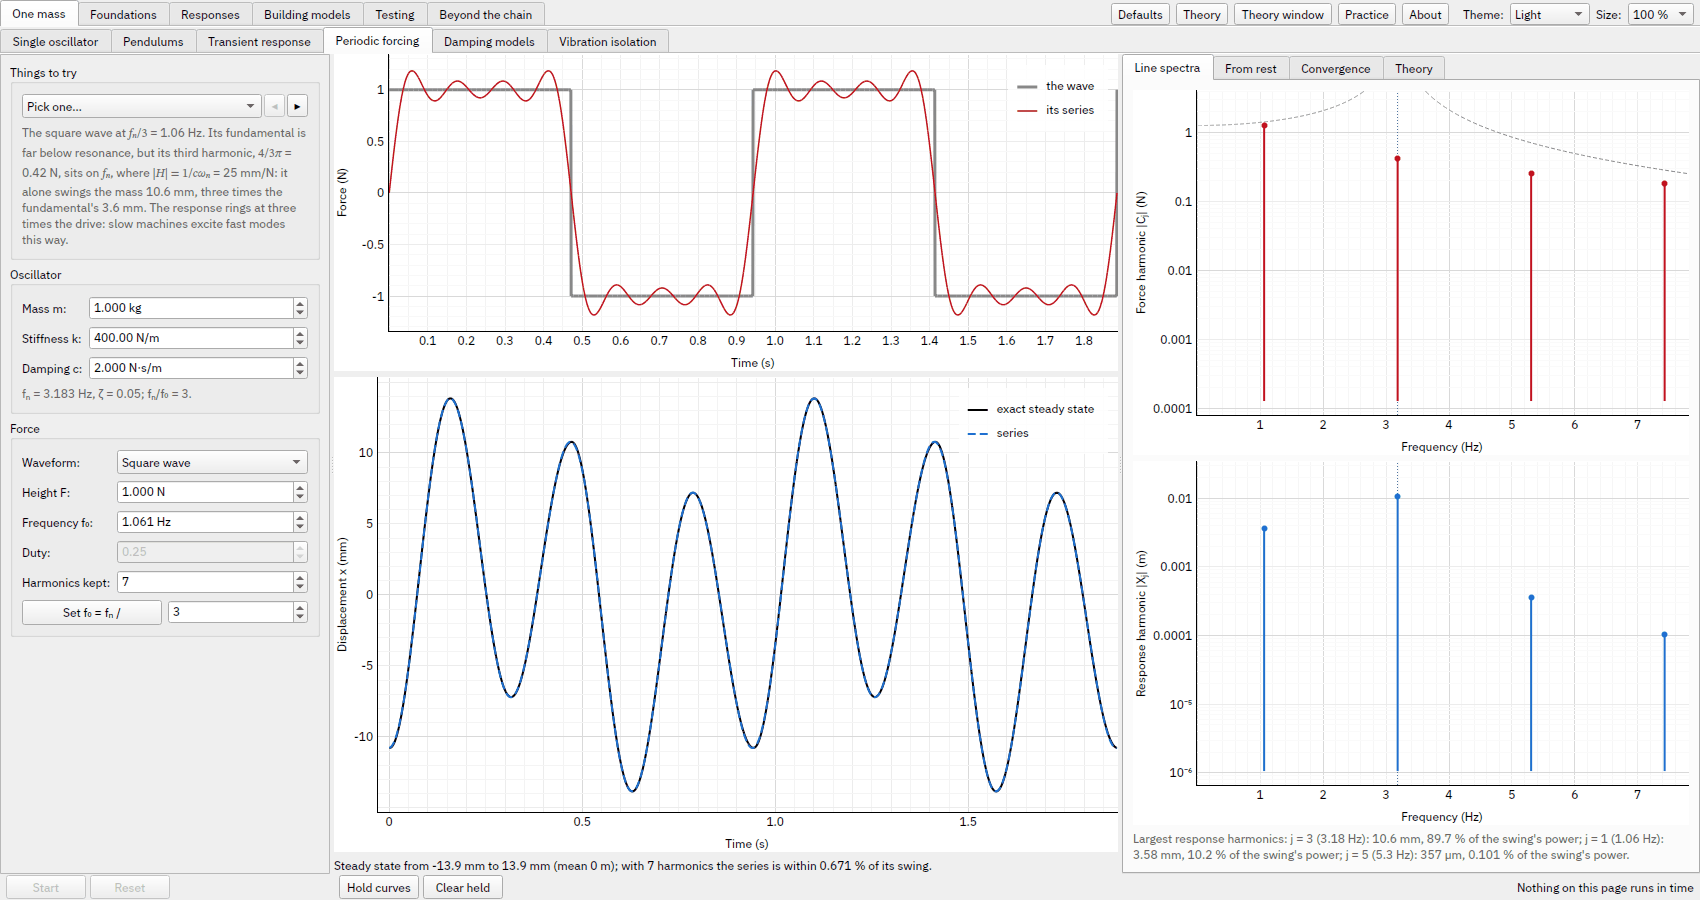 One mass
Foundations
Responses
Building models
Testing
Beyond the chain
Defaults
Theory
Theory window
Practice
About
Theme:
Light
Size:
100 %
Single oscillator
Pendulums
Transient response
Periodic forcing
Damping models
Vibration isolation
Things to try
Pick one...
The square wave at fₙ/3 = 1.06 Hz. Its fundamental is
far below resonance, but its third harmonic, 4/3π =
0.42 N, sits on fₙ, where |H| = 1/cωₙ = 25 mm/N: it
alone swings the mass 10.6 mm, three times the
fundamental's 3.6 mm. The response rings at three
times the drive: slow machines excite fast modes
this way.
Oscillator
Mass m:
1.000 kg
Stiffness k:
400.00 N/m
Damping c:
2.000 N·s/m
fₙ = 3.183 Hz, ζ = 0.05; fₙ/f₀ = 3.
Force
Waveform:
Square wave
Height F:
1.000 N
Frequency f₀:
1.061 Hz
Duty:
0.25
Harmonics kept:
7
Set f₀ = fₙ /
3
Start
Reset
Force (N)
1
0.5
0
-0.5
-1
the wave
its series
0.1 0.2 0.3 0.4 0.5 0.6 0.7 0.8 0.9 1.0 1.1 1.2 1.3 1.4 1.5 1.6 1.7 1.8
Time (s)
Displacement x (mm)
10
5
0
-5
-10
exact steady state
series
0 0.5 1.0 1.5
Time (s)
Steady state from -13.9 mm to 13.9 mm (mean 0 m); with 7 harmonics the series is within 0.671 % of its swing.
Hold curves
Clear held
Line spectra
From rest
Convergence
Theory
Force harmonic |Cⱼ| (N)
1
0.1
0.01
0.001
0.0001
1 2 3 4 5 6 7
Frequency (Hz)
Response harmonic |Xⱼ| (m)
0.01
0.001
0.0001
10⁻⁵
10⁻⁶
1 2 3 4 5 6 7
Frequency (Hz)
Largest response harmonics: j = 3 (3.18 Hz): 10.6 mm, 89.7 % of the swing's power; j = 1 (1.06 Hz):
3.58 mm, 10.2 % of the swing's power; j = 5 (5.3 Hz): 357 µm, 0.101 % of the swing's power.
Nothing on this page runs in time